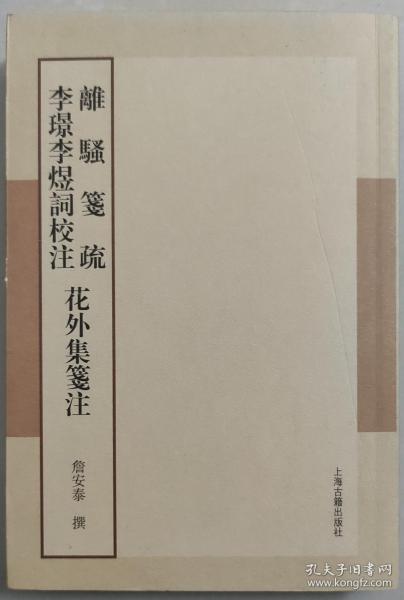 離騷箋疏
李璟李煜詞校注
花外集箋注
詹安泰 撰
上海古籍出版社
孔夫子旧书网
www.kongfz.com